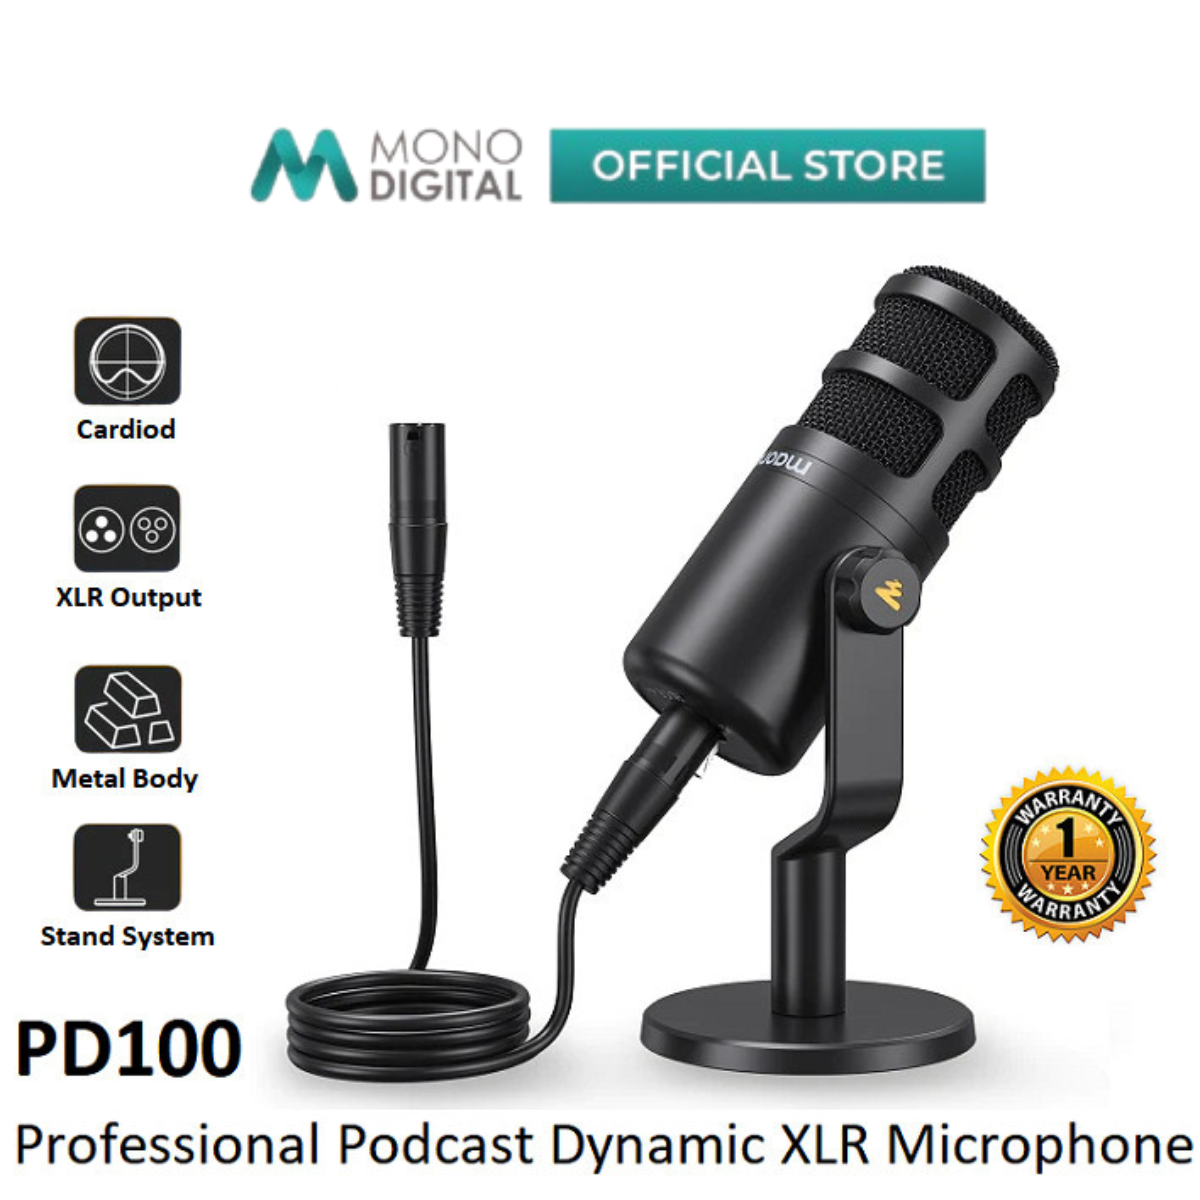 MONO
DIGITAL
OFFICIAL STORE
Cardiod
XLR Output
Metal Body
Stand System
maon
WARRANTY
1
YEAR
WARRANTY
PD100
Professional Podcast Dynamic XLR Microphone